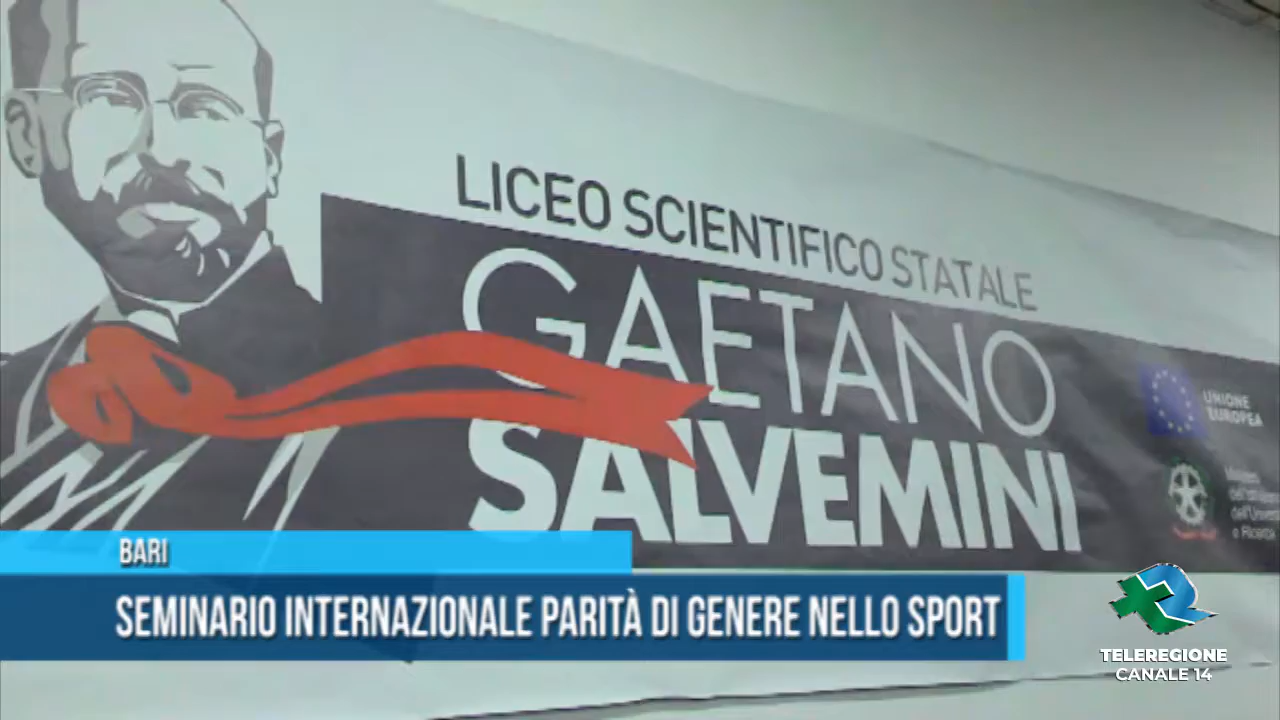 LICEO SCIENTIFICO STATALE
GAETANO
SALVEMINI
UNIONE
EUROPEA
BARI
SEMINARIO INTERNAZIONALE PARITÀ DI GENERE NELLO SPORT
TELEREGIONE
CANALE 14